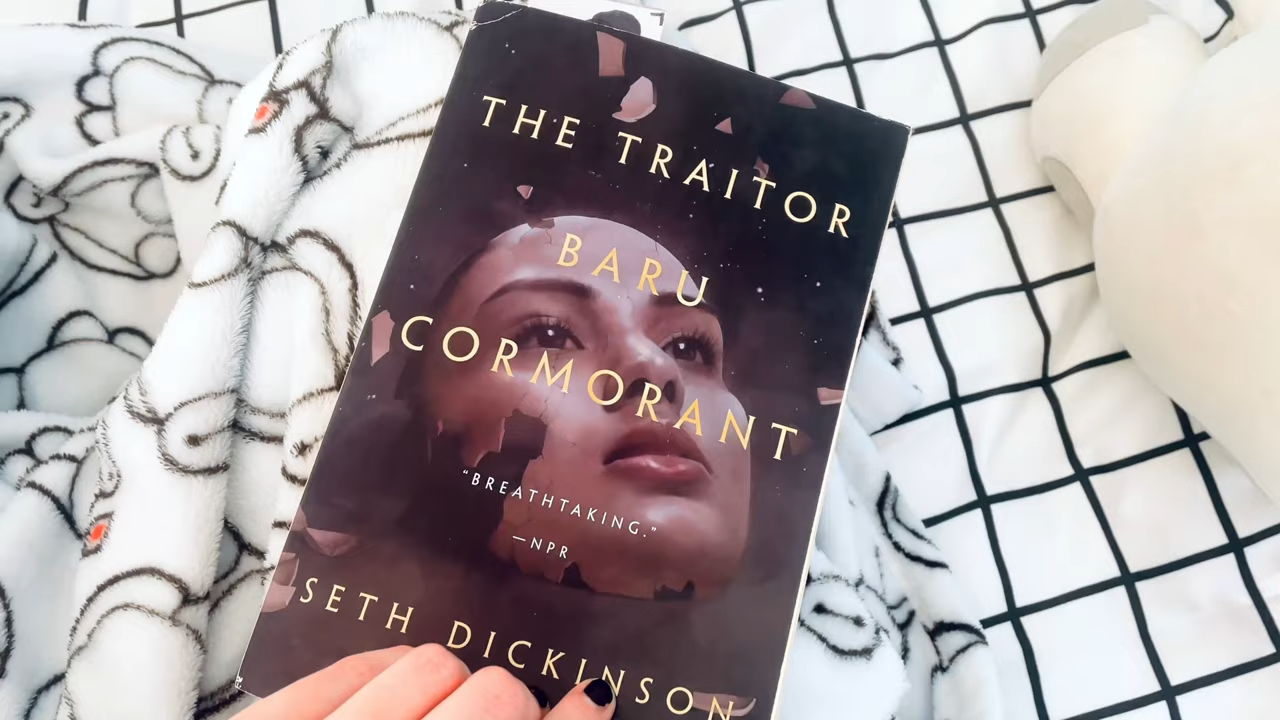 THE TRAITOR
BARU
CORMORANT
“BREATHTAKING.”
—NPR
SETH DICKINSON